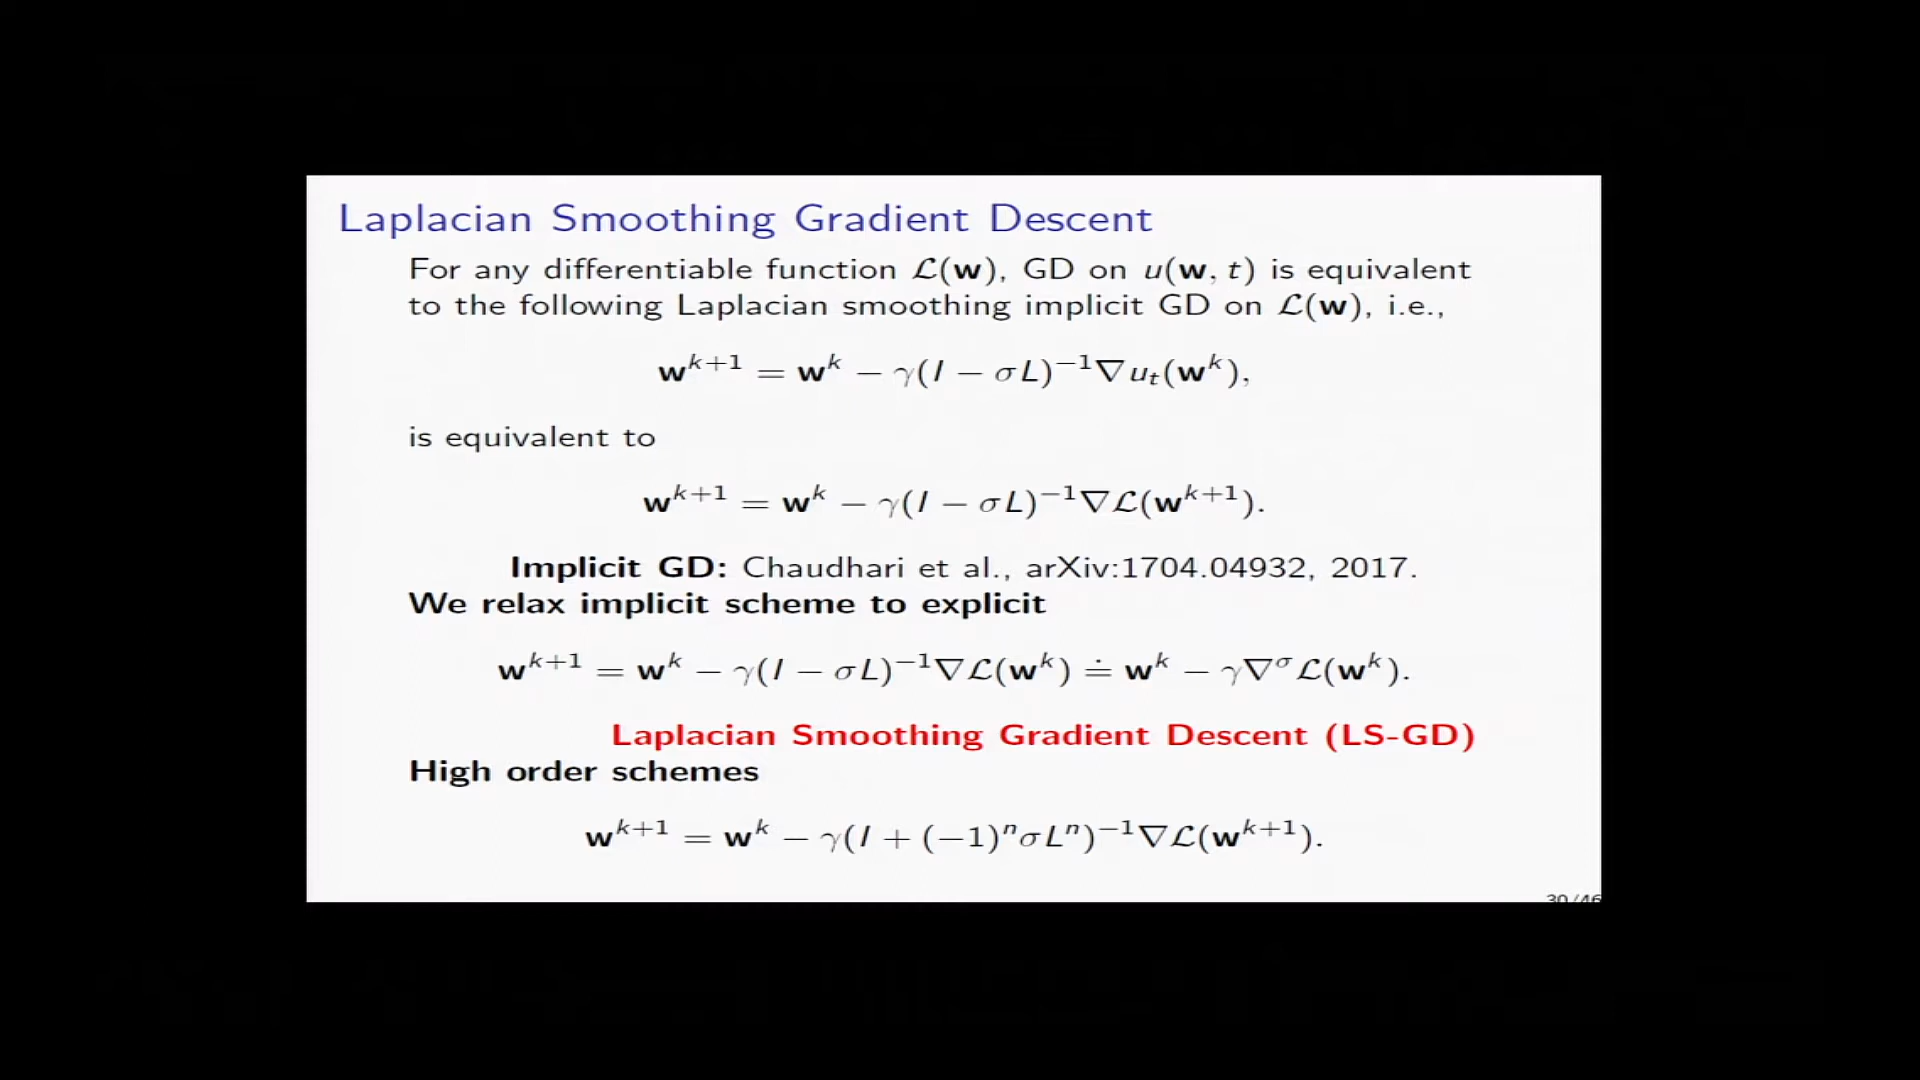 Laplacian Smoothing Gradient Descent
For any differentiable function ℒ(𝐰), GD on u(𝐰, t) is equivalent
to the following Laplacian smoothing implicit GD on ℒ(𝐰), i.e.,
𝐰^{k+1} = 𝐰^k − γ(I − σL)^{−1}∇u_t(𝐰^k),
is equivalent to
𝐰^{k+1} = 𝐰^k − γ(I − σL)^{−1}∇ℒ(𝐰^{k+1}).
Implicit GD: Chaudhari et al., arXiv:1704.04932, 2017.
We relax implicit scheme to explicit
𝐰^{k+1} = 𝐰^k − γ(I − σL)^{−1}∇ℒ(𝐰^k) ≐ 𝐰^k − γ∇^σℒ(𝐰^k).
Laplacian Smoothing Gradient Descent (LS-GD)
High order schemes
𝐰^{k+1} = 𝐰^k − γ(I + (−1)^nσL^n)^{−1}∇ℒ(𝐰^{k+1}).
30/46